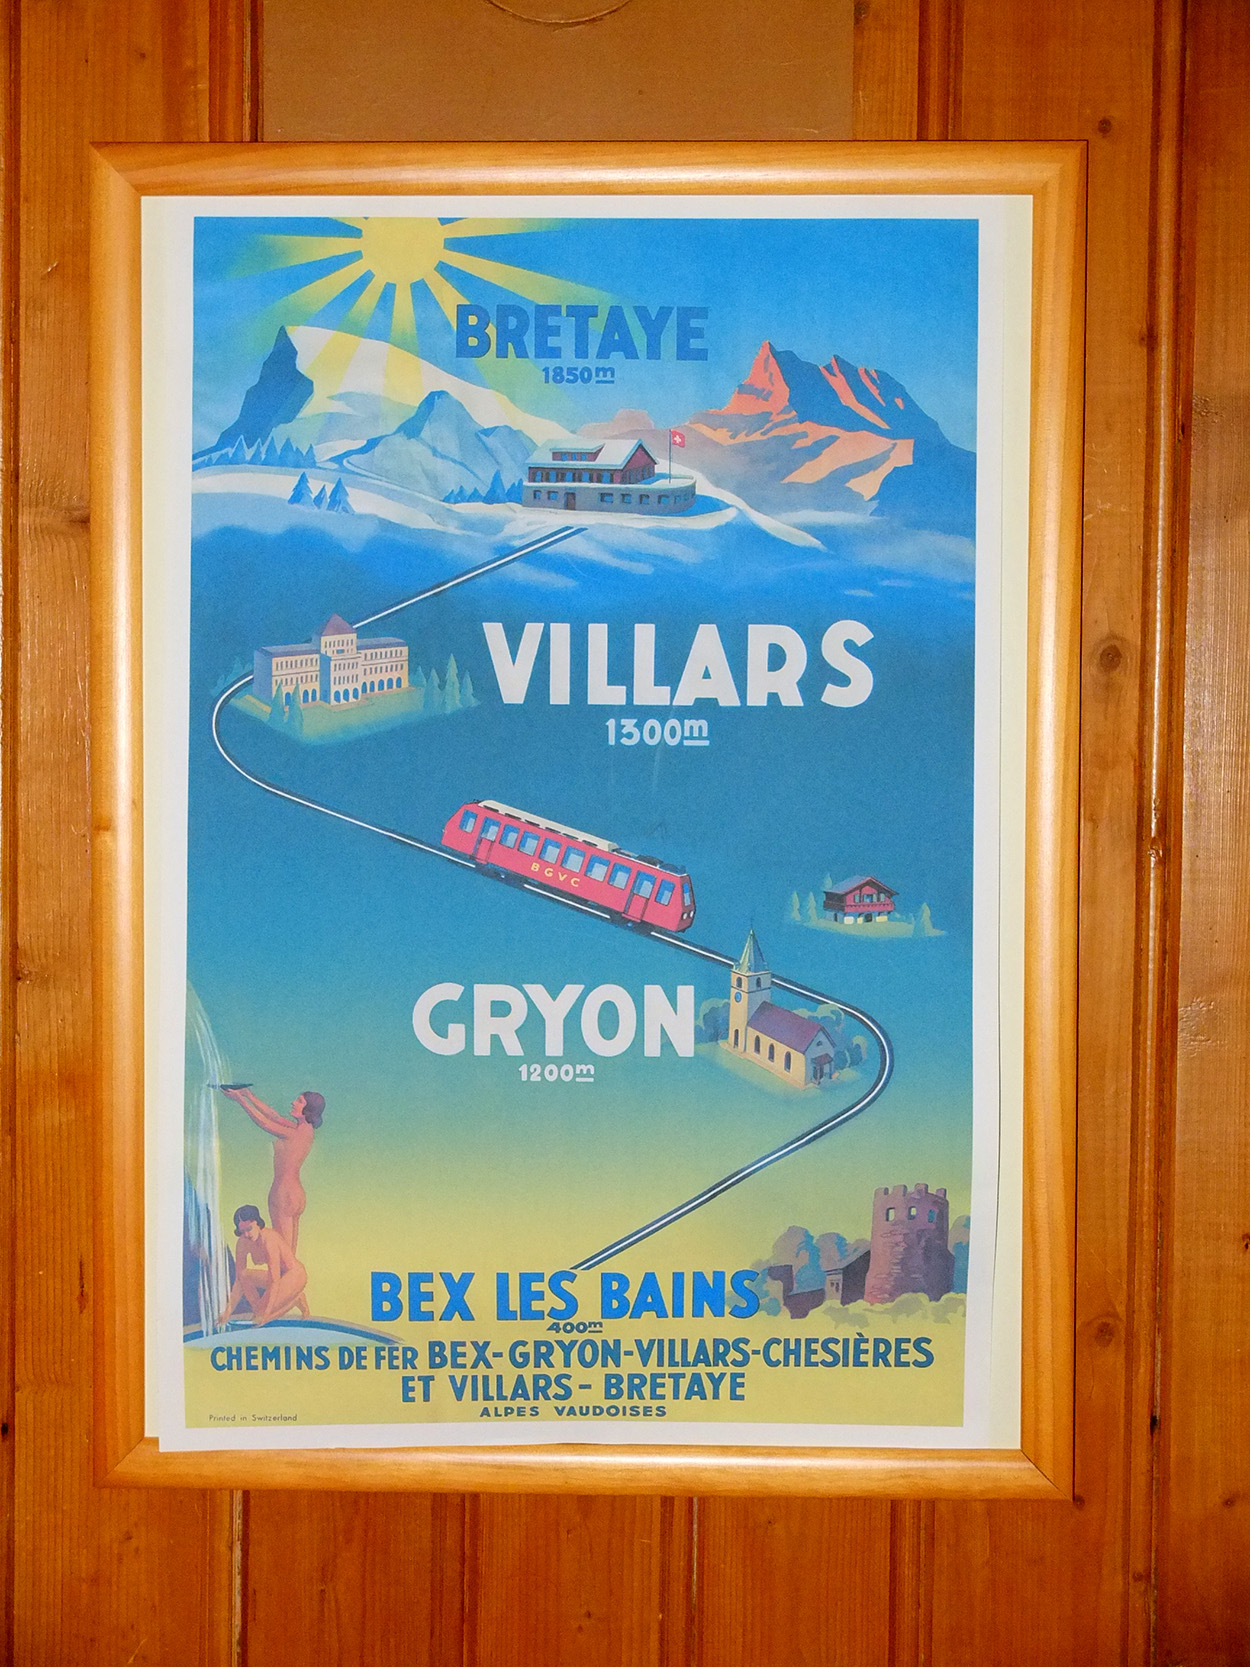 BRETAYE
1850m
VILLARS
1300m
BGVC
GRYON
1200m
BEX LES BAINS
400m
CHEMINS DE FER BEX-GRYON-VILLARS-CHESIÈRES
ET VILLARS - BRETAYE
ALPES VAUDOISES
Printed in Switzerland